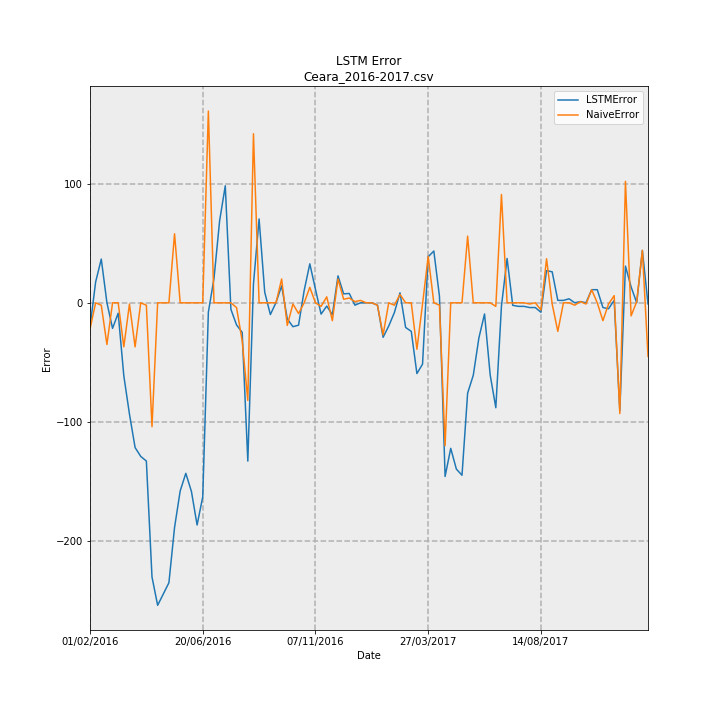 LSTM Error
Ceara_2016-2017.csv
LSTMError
NaiveError
Error
100
0
−100
−200
01/02/2016
20/06/2016
07/11/2016
27/03/2017
14/08/2017
Date